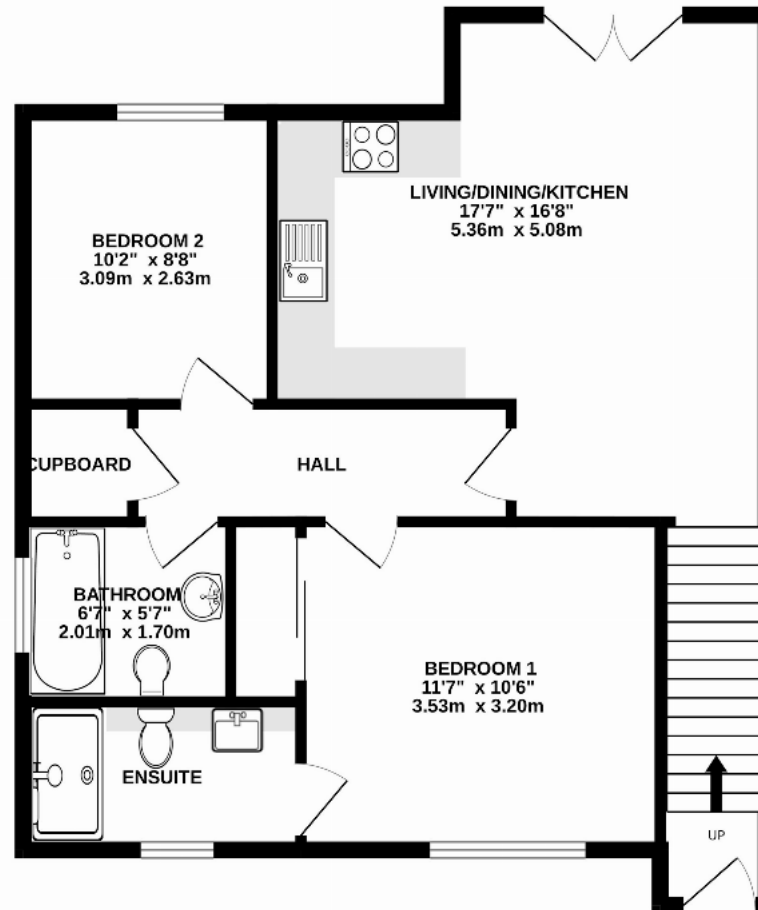 LIVING/DINING/KITCHEN
17'7" x 16'8"
5.36m x 5.08m
BEDROOM 2
10'2" x 8'8"
3.09m x 2.63m
CUPBOARD
HALL
BATHROOM
6'7" x 5'7"
2.01m x 1.70m
BEDROOM 1
11'7" x 10'6"
3.53m x 3.20m
ENSUITE
UP